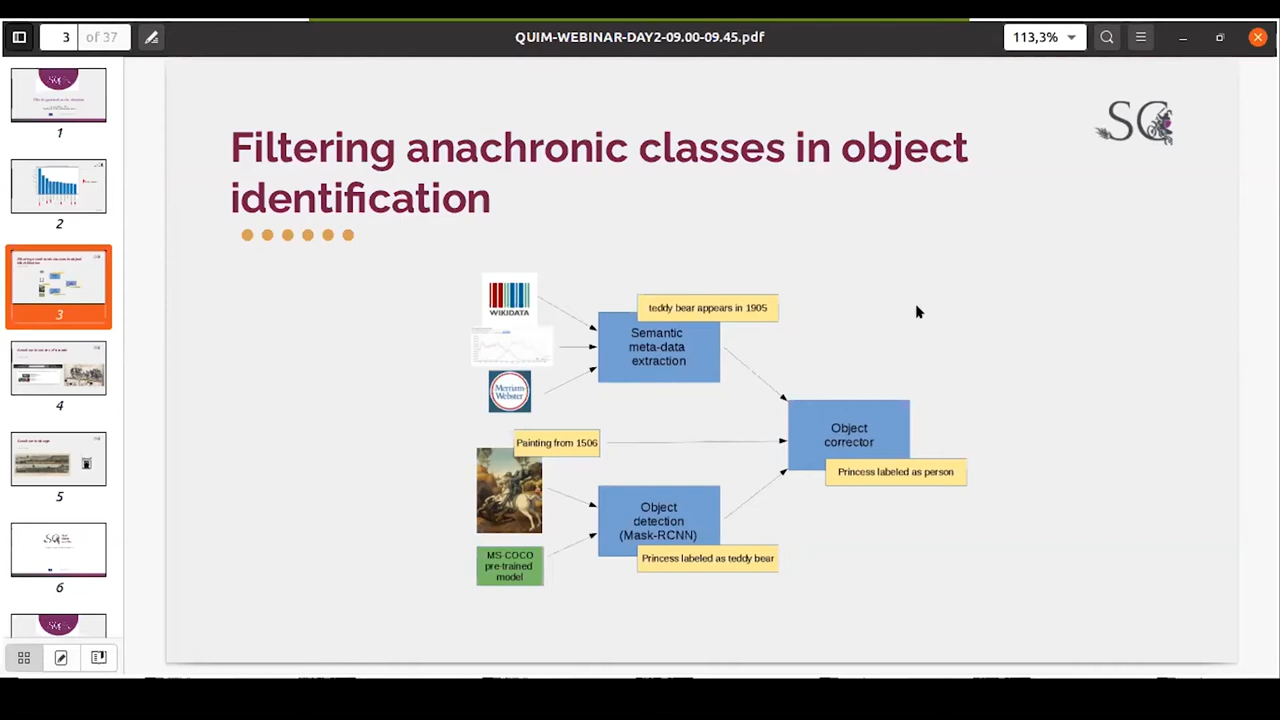 3
of 37
QUIM-WEBINAR-DAY2-09.00-09.45.pdf
113,3%
1
2
3
4
5
6
Filtering anachronic classes in object
identification
SC
WIKIDATA
teddy bear appears in 1905
Semantic
meta-data
extraction
Merriam-
Webster
Painting from 1506
Object
corrector
Princess labeled as person
Object
detection
(Mask-RCNN)
Princess labeled as teddy bear
MS-COCO
pre-trained
model